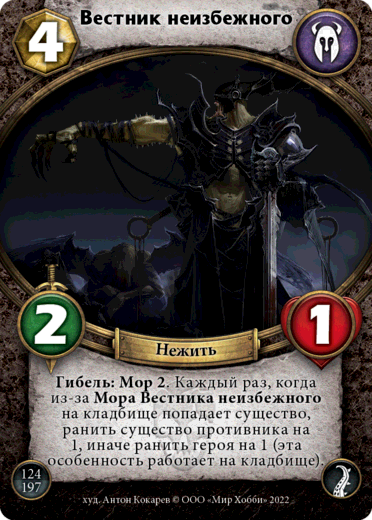 Вестник неизбежного
4
2
1
Нежить
Гибель: Мор 2. Каждый раз, когда
из-за Мора Вестника неизбежного
на кладбище попадает существо,
ранить существо противника на
1, иначе ранить героя на 1 (эта
особенность работает на кладбище).
124
197
худ. Антон Кокарев © ООО «Мир Хобби» 2022